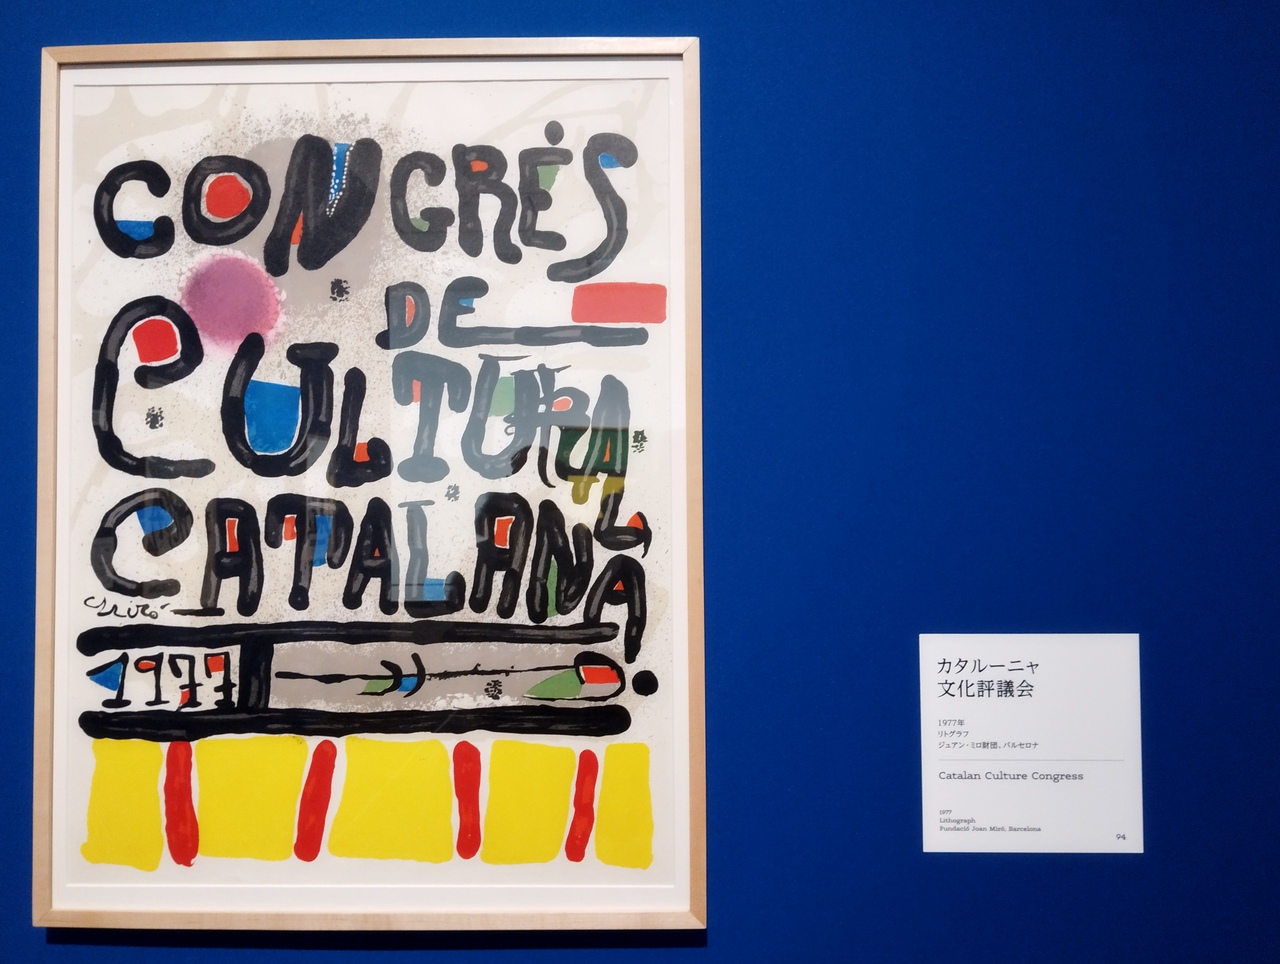 CONGRÉS
DE
CULTURA
CATALANA
Miró
1977
カタルーニャ
文化評議会
1977年
リトグラフ
ジュアン・ミロ財団、バルセロナ
Catalan Culture Congress
1977
Lithograph
Fundació Joan Miró, Barcelona
94